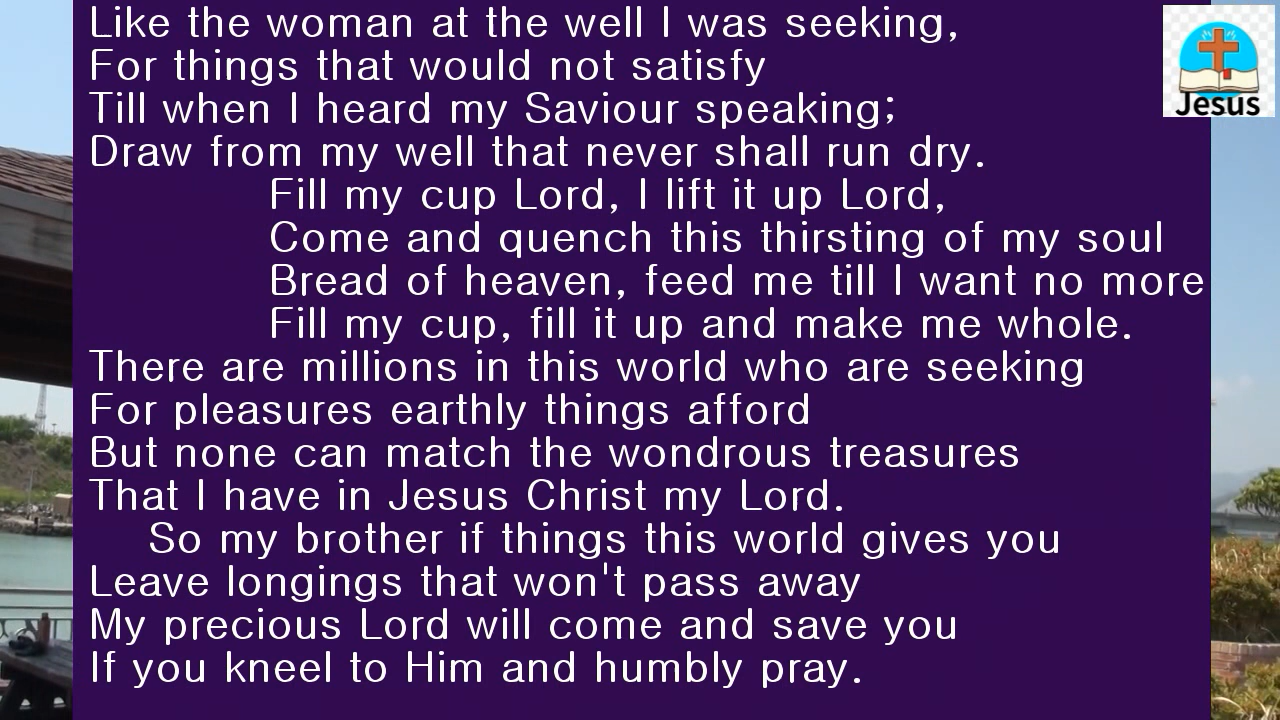 Like the woman at the well I was seeking,
For things that would not satisfy
Till when I heard my Saviour speaking;
Draw from my well that never shall run dry.
Fill my cup Lord, I lift it up Lord,
Come and quench this thirsting of my soul
Bread of heaven, feed me till I want no more
Fill my cup, fill it up and make me whole.
There are millions in this world who are seeking
For pleasures earthly things afford
But none can match the wondrous treasures
That I have in Jesus Christ my Lord.
So my brother if things this world gives you
Leave longings that won't pass away
My precious Lord will come and save you
If you kneel to Him and humbly pray.
Jesus